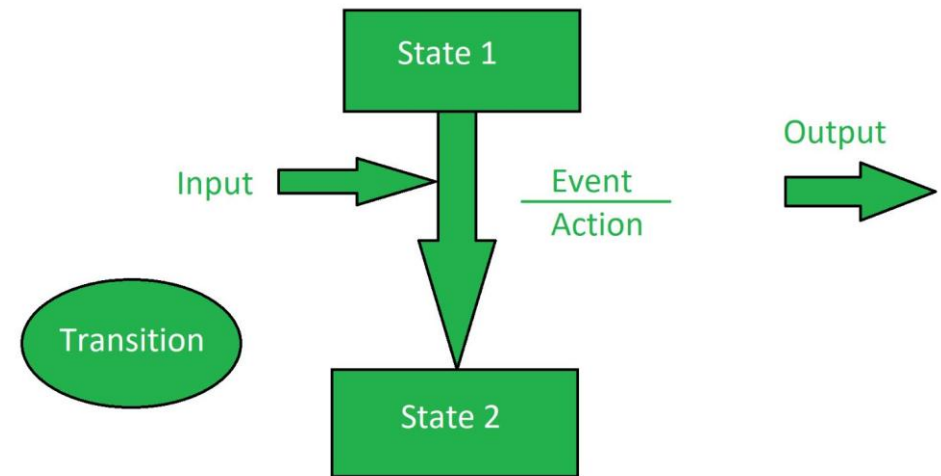 State 1
Output
Input
Event
Action
Transition
State 2